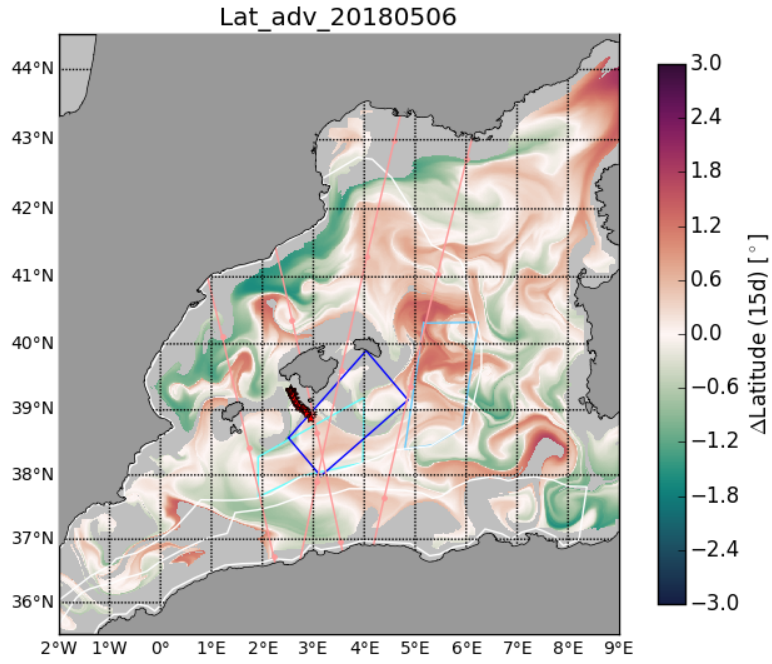 Lat_adv_20180506
44°N
43°N
42°N
41°N
40°N
39°N
38°N
37°N
36°N
2°W 1°W 0° 1°E 2°E 3°E 4°E 5°E 6°E 7°E 8°E 9°E
3.0
2.4
1.8
1.2
0.6
0.0
−0.6
−1.2
−1.8
−2.4
−3.0
ΔLatitude (15d) [ ° ]